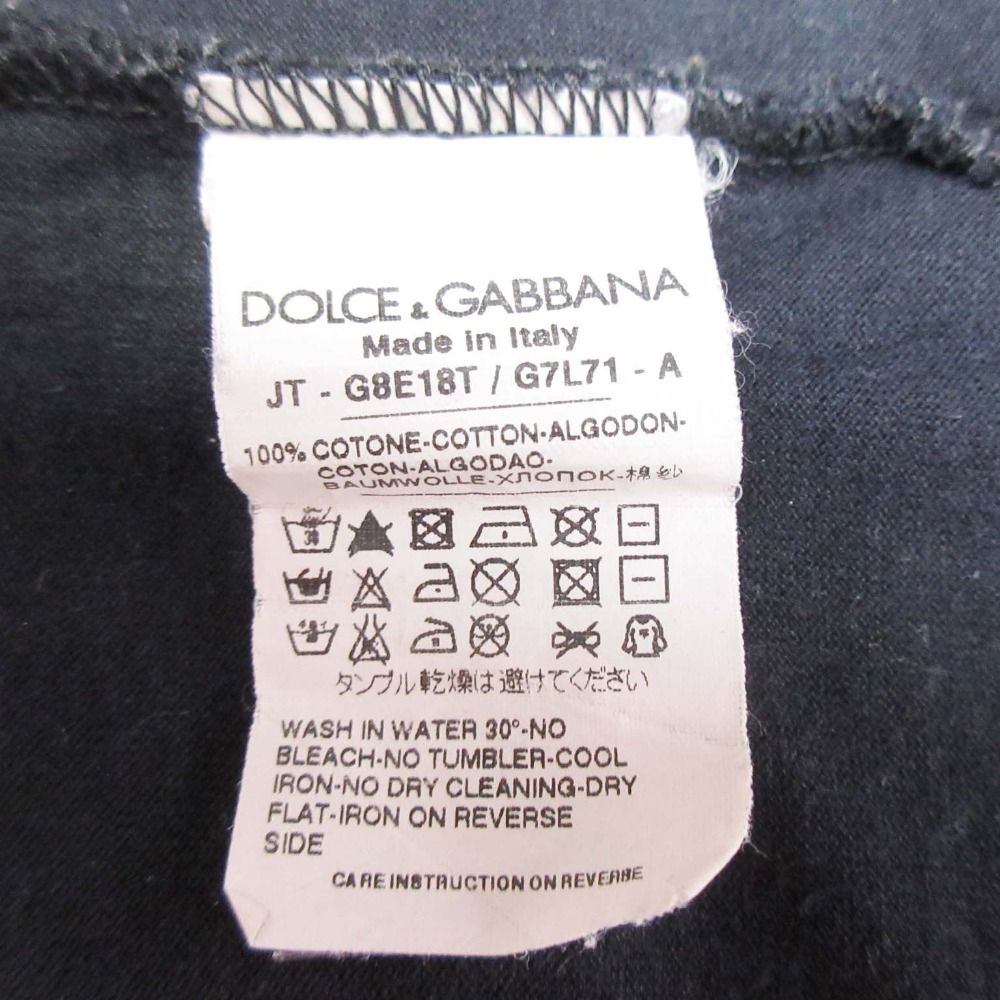 DOLCE & GABBANA
Made in Italy
JT - G8E18T / G7L71 - A
100% COTONE-COTTON-ALGODON-
COTON-ALGODAO-
BAUMWOLLE-ХЛОПОК-棉 紗
30
タンブル乾燥は避けてください
WASH IN WATER 30°-NO
BLEACH-NO TUMBLER-COOL
IRON-NO DRY CLEANING-DRY
FLAT-IRON ON REVERSE
SIDE
CARE INSTRUCTION ON REVERSE